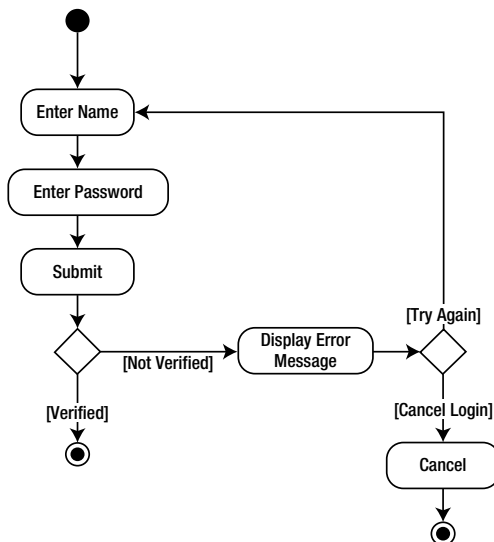 Enter Name
Enter Password
Submit
[Try Again]
Display Error
Message
[Not Verified]
[Verified]
[Cancel Login]
Cancel